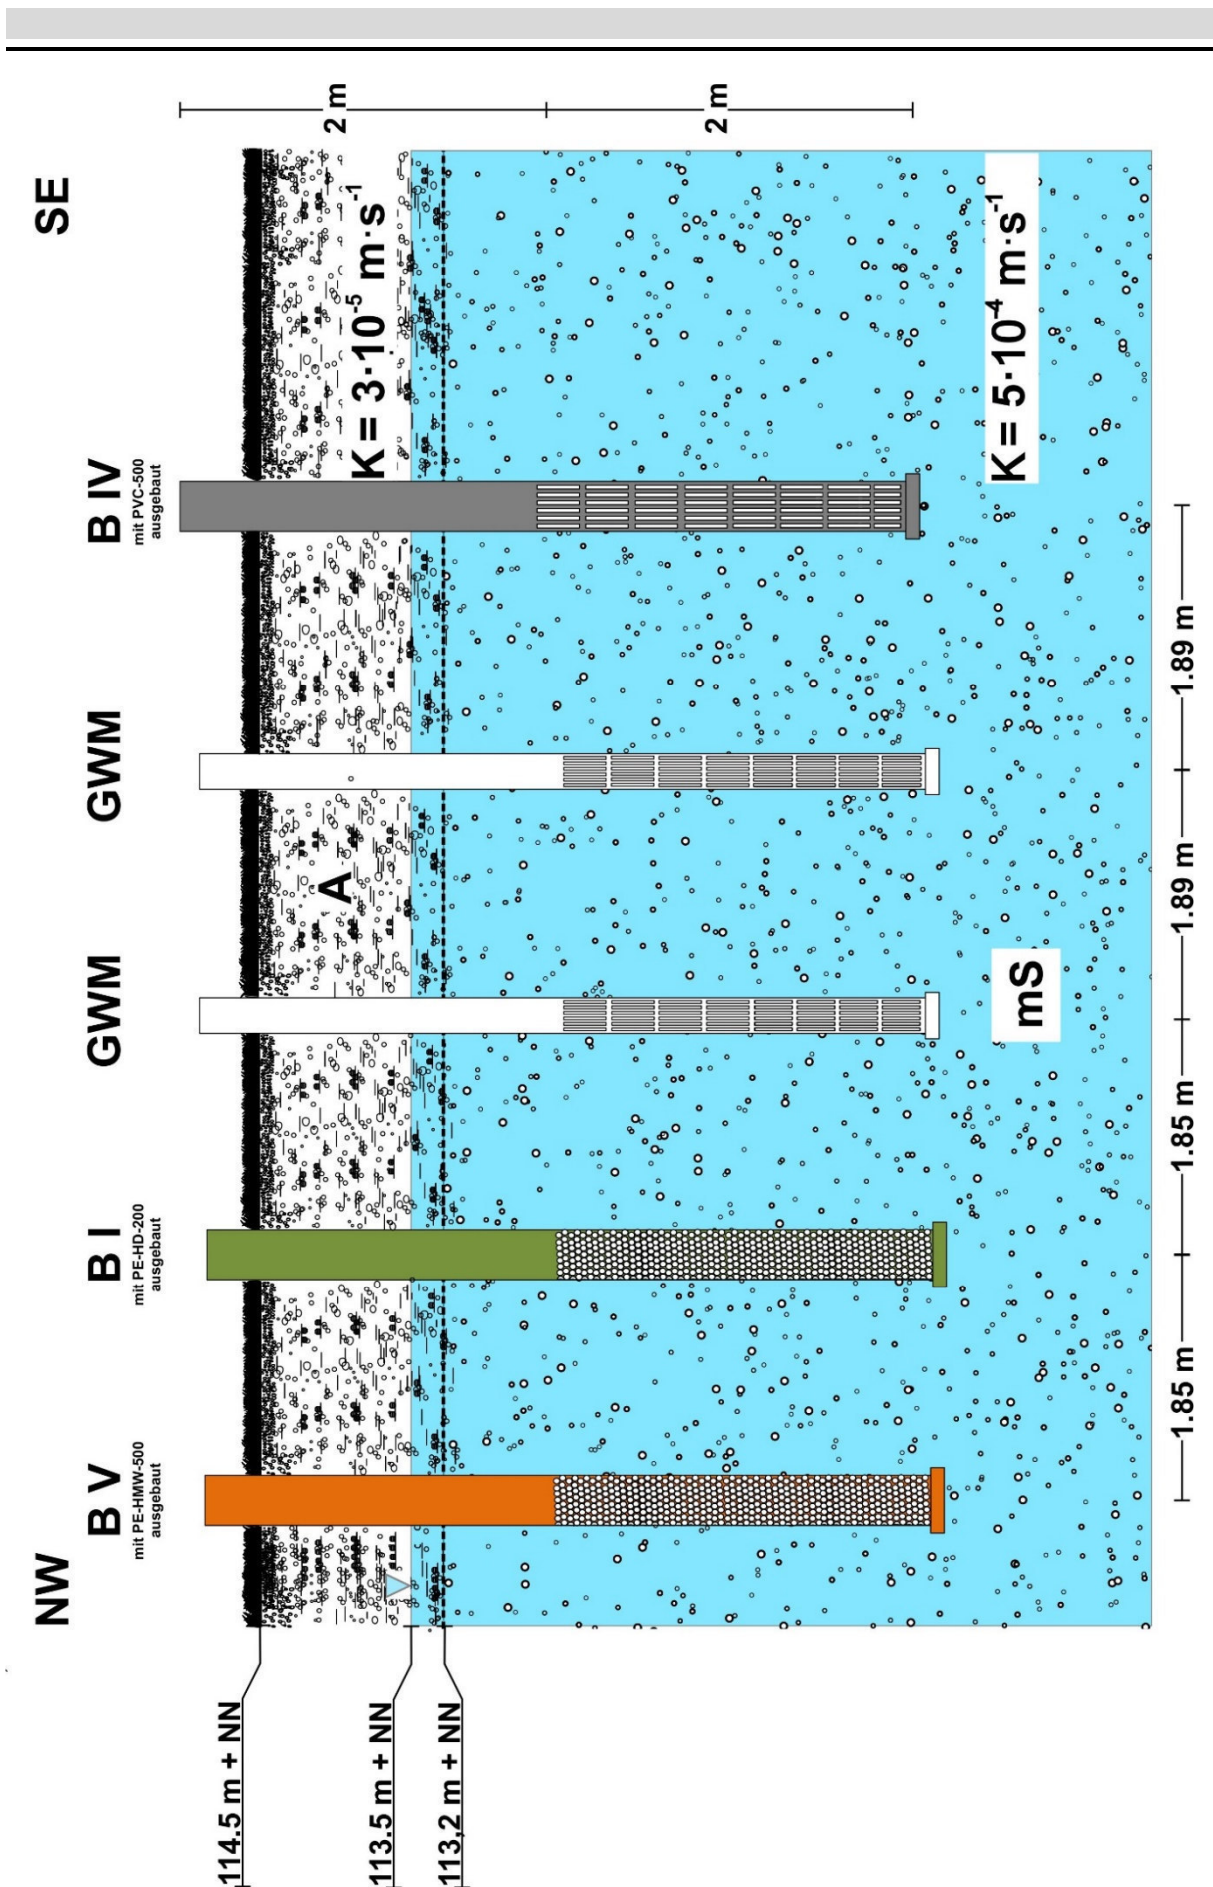 NW
SE
B V
mit PE-HMW-500
ausgebaut
B I
mit PE-HD-200
ausgebaut
GWM
GWM
B IV
mit PVC-500
ausgebaut
2 m
2 m
114.5 m + NN
113.5 m + NN
113,2 m + NN
A
K = 3·10⁻⁵ m·s⁻¹
mS
K = 5·10⁻⁴ m·s⁻¹
1.85 m
1.85 m
1.89 m
1.89 m